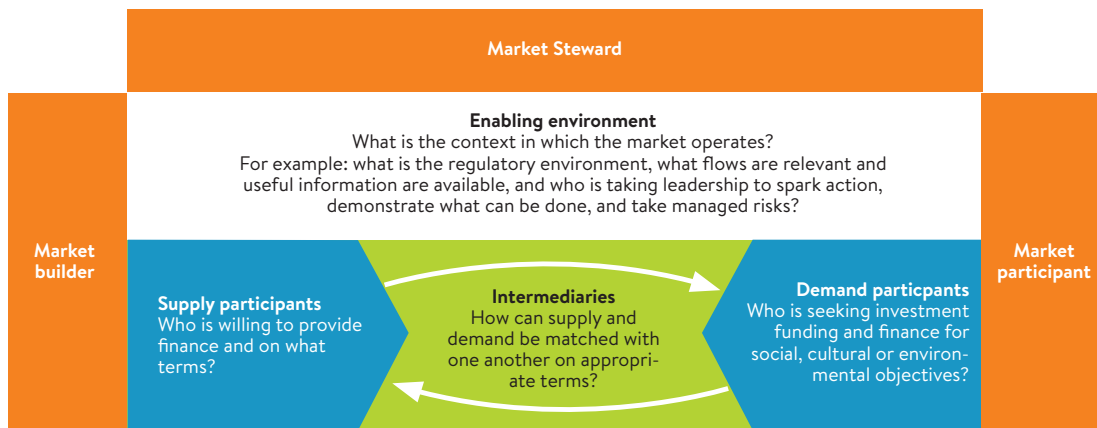 Market Steward
Enabling environment
What is the context in which the market operates?
For example: what is the regulatory environment, what flows are relevant and
useful information are available, and who is taking leadership to spark action,
demonstrate what can be done, and take managed risks?
Market
builder
Supply participants
Who is willing to provide
finance and on what
terms?
Intermediaries
How can supply and
demand be matched with
one another on appropri-
ate terms?
Demand particpants
Who is seeking investment
funding and finance for
social, cultural or environ-
mental objectives?
Market
participant